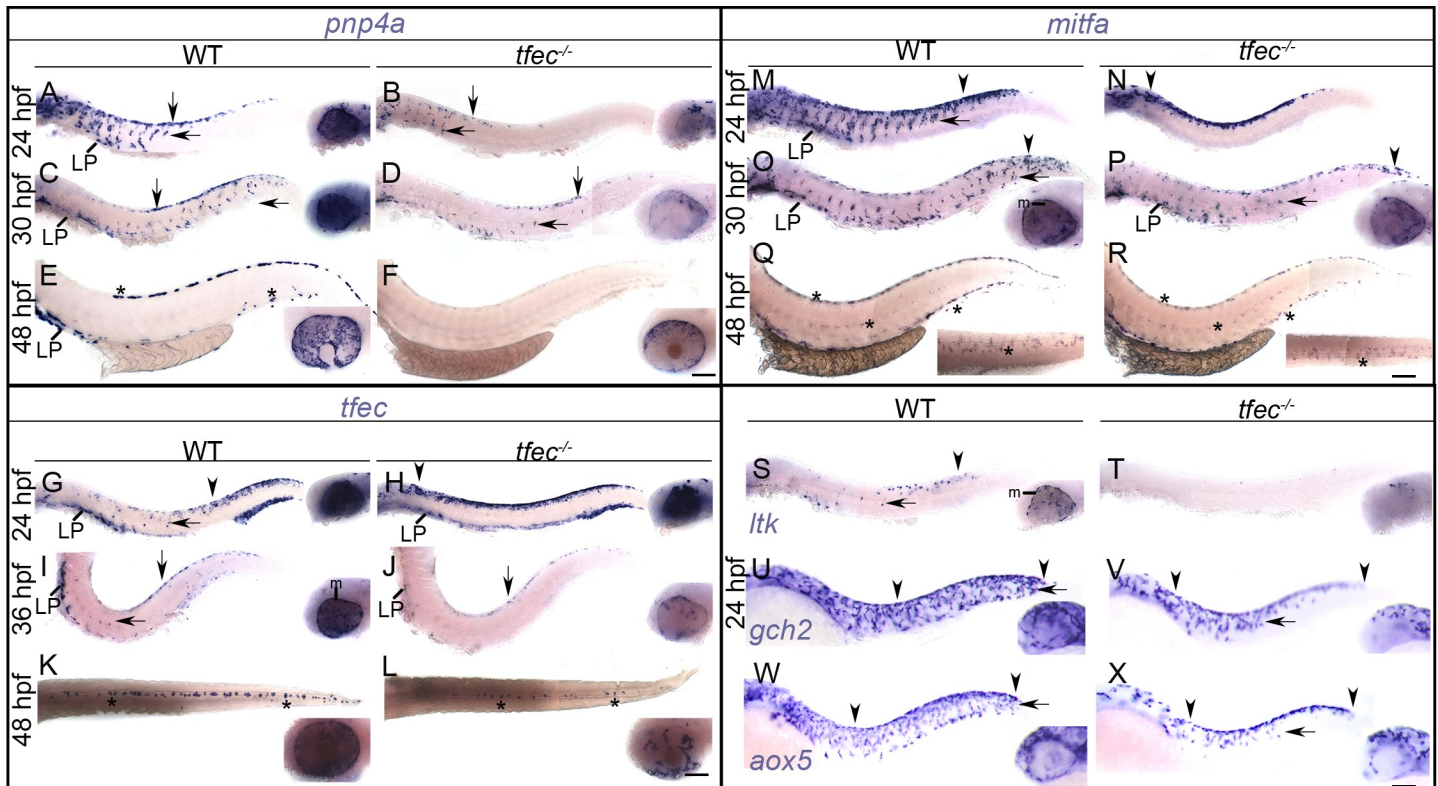 pnp4a
WT
tfec-/-
24 hpf
A
LP
B
30 hpf
C
LP
D
48 hpf
E
*
*
LP
F
mitfa
WT
tfec-/-
24 hpf
M
LP
N
30 hpf
O
LP
m
P
LP
48 hpf
Q
*
*
*
*
R
*
*
*
*
tfec
WT
tfec-/-
24 hpf
G
LP
H
LP
36 hpf
I
LP
m
J
LP
48 hpf
K
*
*
L
*
*
WT
tfec-/-
24 hpf
S
m
ltk
T
U
gch2
V
W
aox5
X